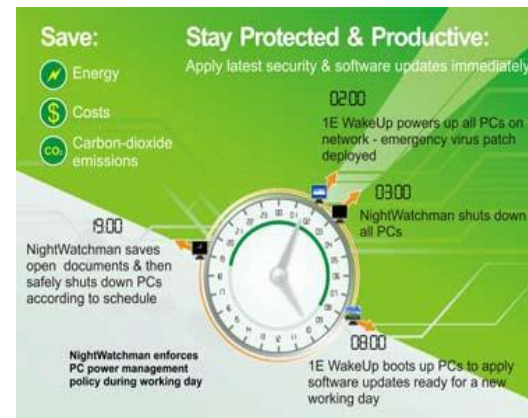 Save:
Energy
$ Costs
CO₂ Carbon-dioxide
emissions
Stay Protected & Productive:
Apply latest security & software updates immediately
02:00
1E WakeUp powers up all PCs on
network - emergency virus patch
deployed
03:00
NightWatchman shuts down
all PCs
19:00
NightWatchman saves
open documents & then
safely shuts down PCs
according to schedule
08:00
1E WakeUp boots up PCs to apply
software updates ready for a new
working day
NightWatchman enforces
PC power management
policy during working day